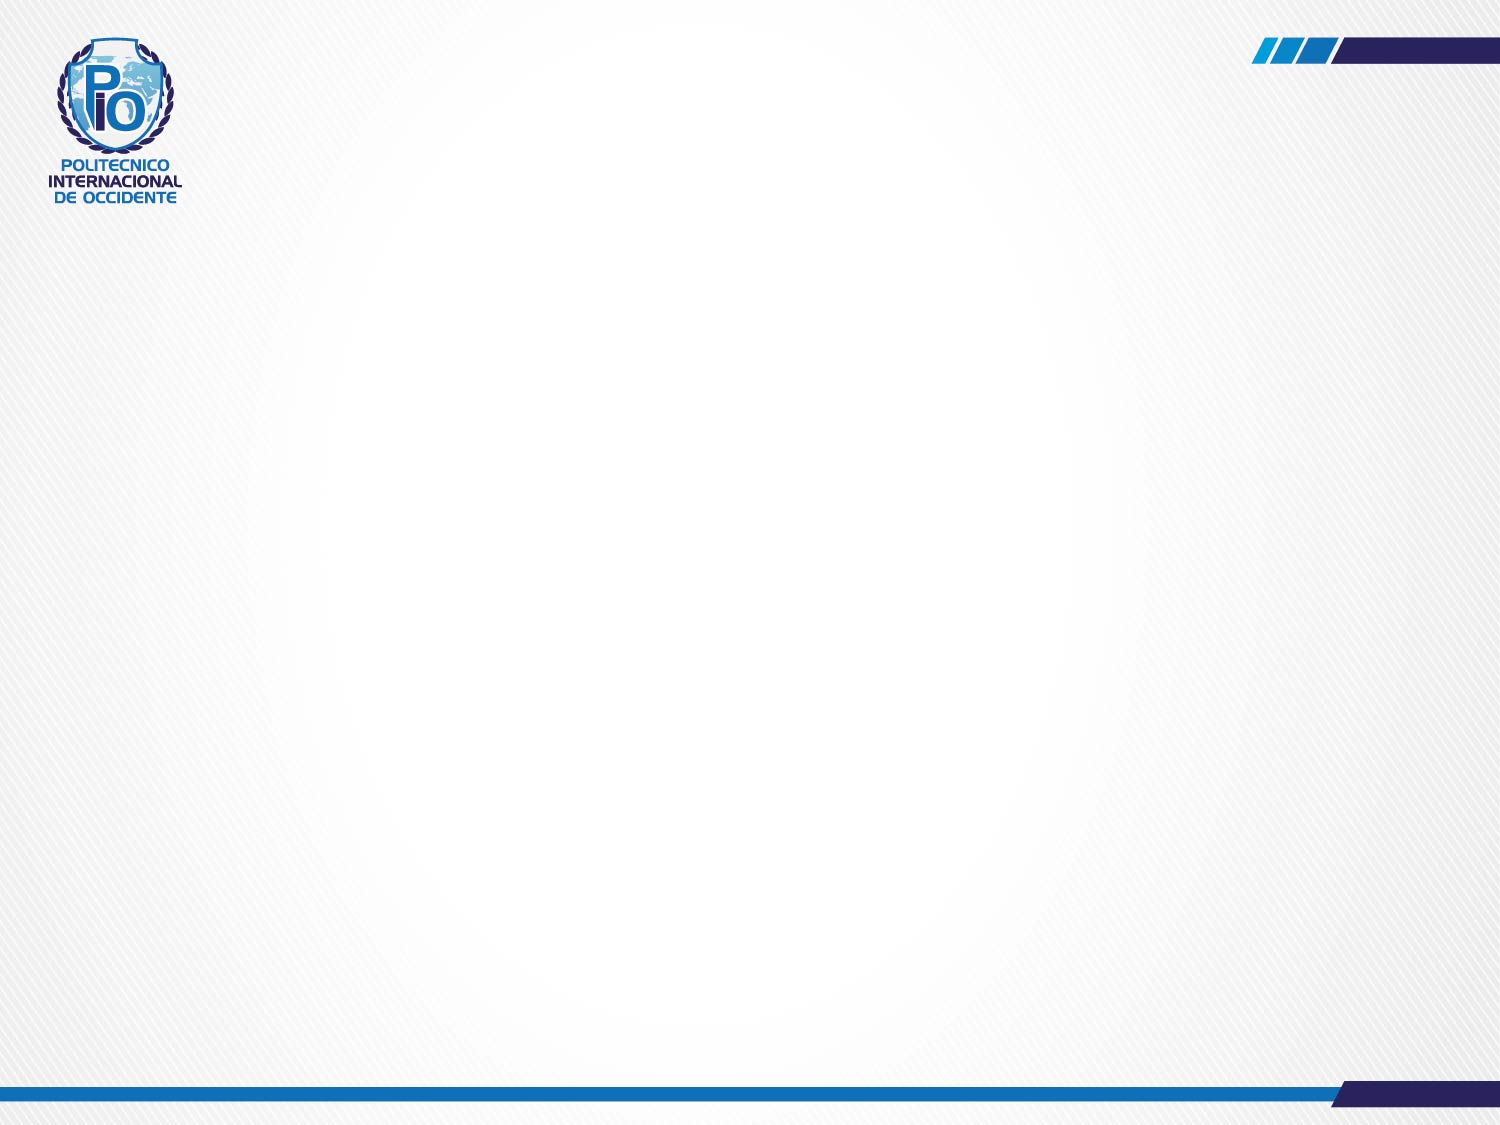 PiO
POLITECNICO
INTERNACIONAL
DE OCCIDENTE